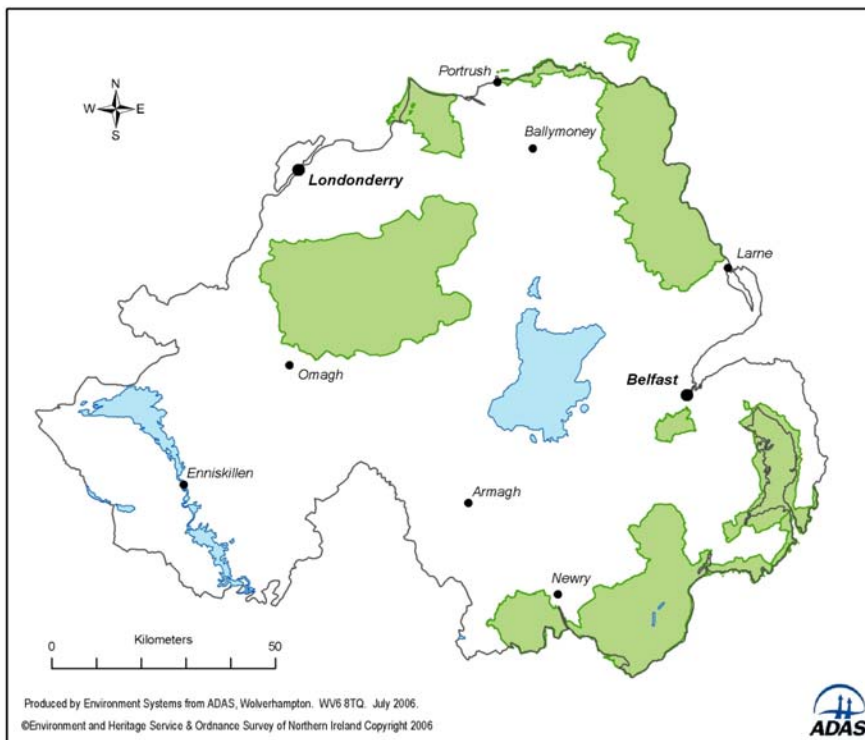 Portrush
N
W E
S
Ballymoney
Londonderry
Larne
Omagh
Belfast
Enniskillen
Armagh
Newry
Kilometers
0 50
Produced by Environment Systems from ADAS, Wolverhampton. WV6 8TQ. July 2006.
©Environment and Heritage Service & Ordnance Survey of Northern Ireland Copyright 2006
ADAS